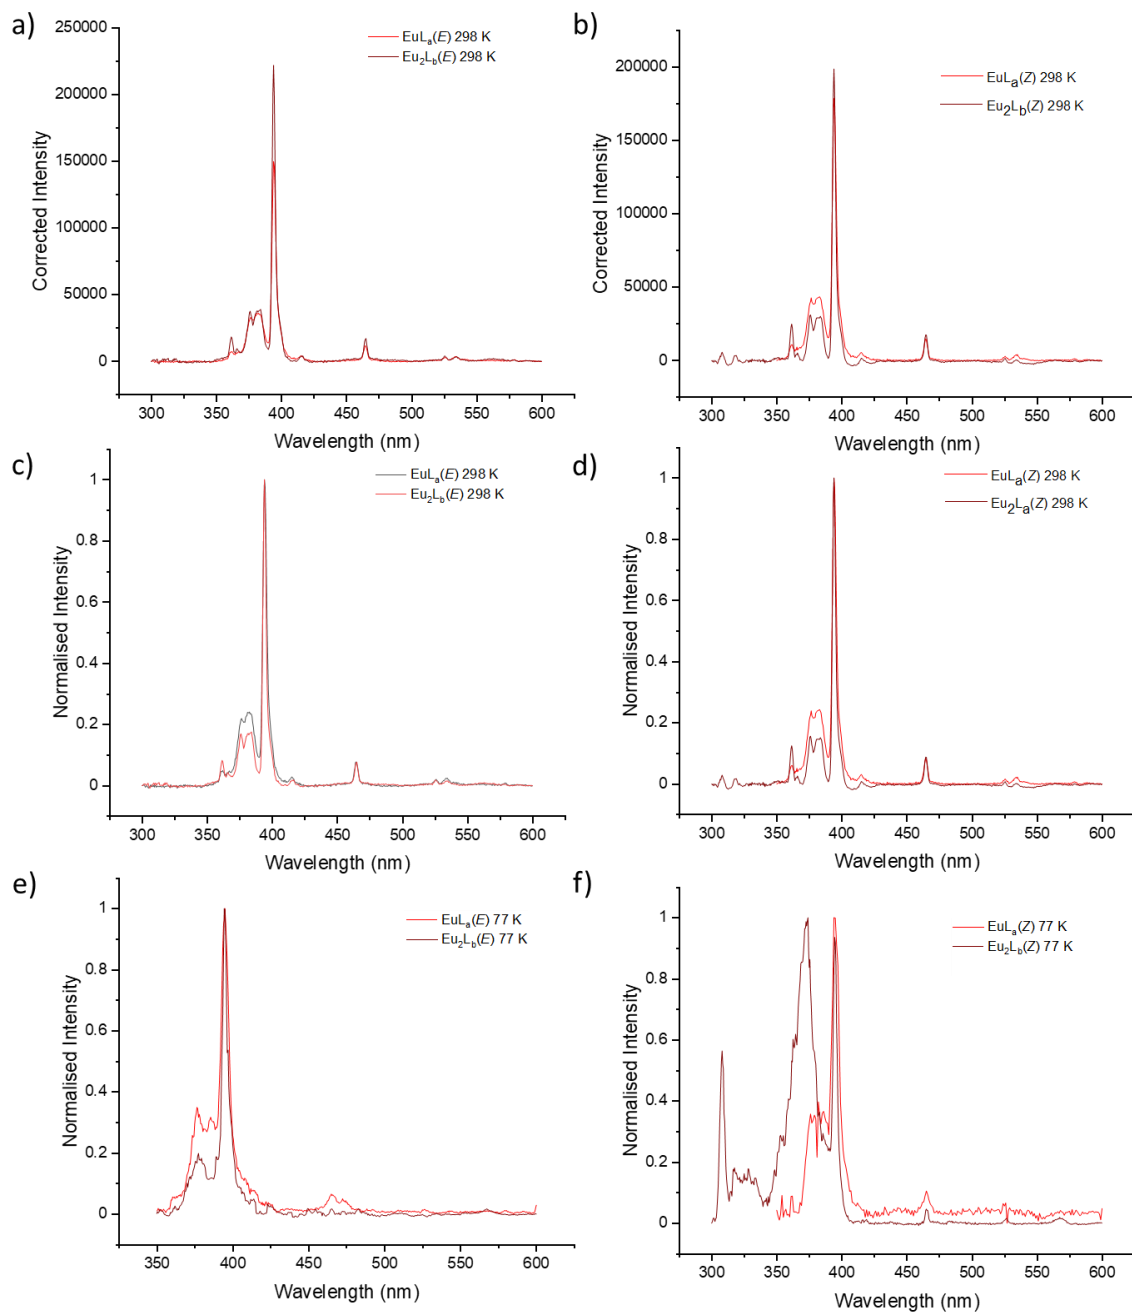 a)
EuLa(E) 298 K
Eu2Lb(E) 298 K
250000
200000
150000
100000
50000
0
Corrected Intensity
300 350 400 450 500 550 600
Wavelength (nm)
b)
EuLa(Z) 298 K
Eu2Lb(Z) 298 K
200000
150000
100000
50000
0
Corrected Intensity
300 350 400 450 500 550 600
Wavelength (nm)
c)
EuLa(E) 298 K
Eu2Lb(E) 298 K
1
0.8
0.6
0.4
0.2
0
Normalised Intensity
300 350 400 450 500 550 600
Wavelength (nm)
d)
EuLa(Z) 298 K
Eu2La(Z) 298 K
1
0.8
0.6
0.4
0.2
0
Normalised Intensity
300 350 400 450 500 550 600
Wavelength (nm)
e)
EuLa(E) 77 K
Eu2Lb(E) 77 K
1
0.8
0.6
0.4
0.2
0
Normalised Intensity
350 400 450 500 550 600
Wavelength (nm)
f)
EuLa(Z) 77 K
Eu2Lb(Z) 77 K
1
0.8
0.6
0.4
0.2
0
Normalised Intensity
300 350 400 450 500 550 600
Wavelength (nm)